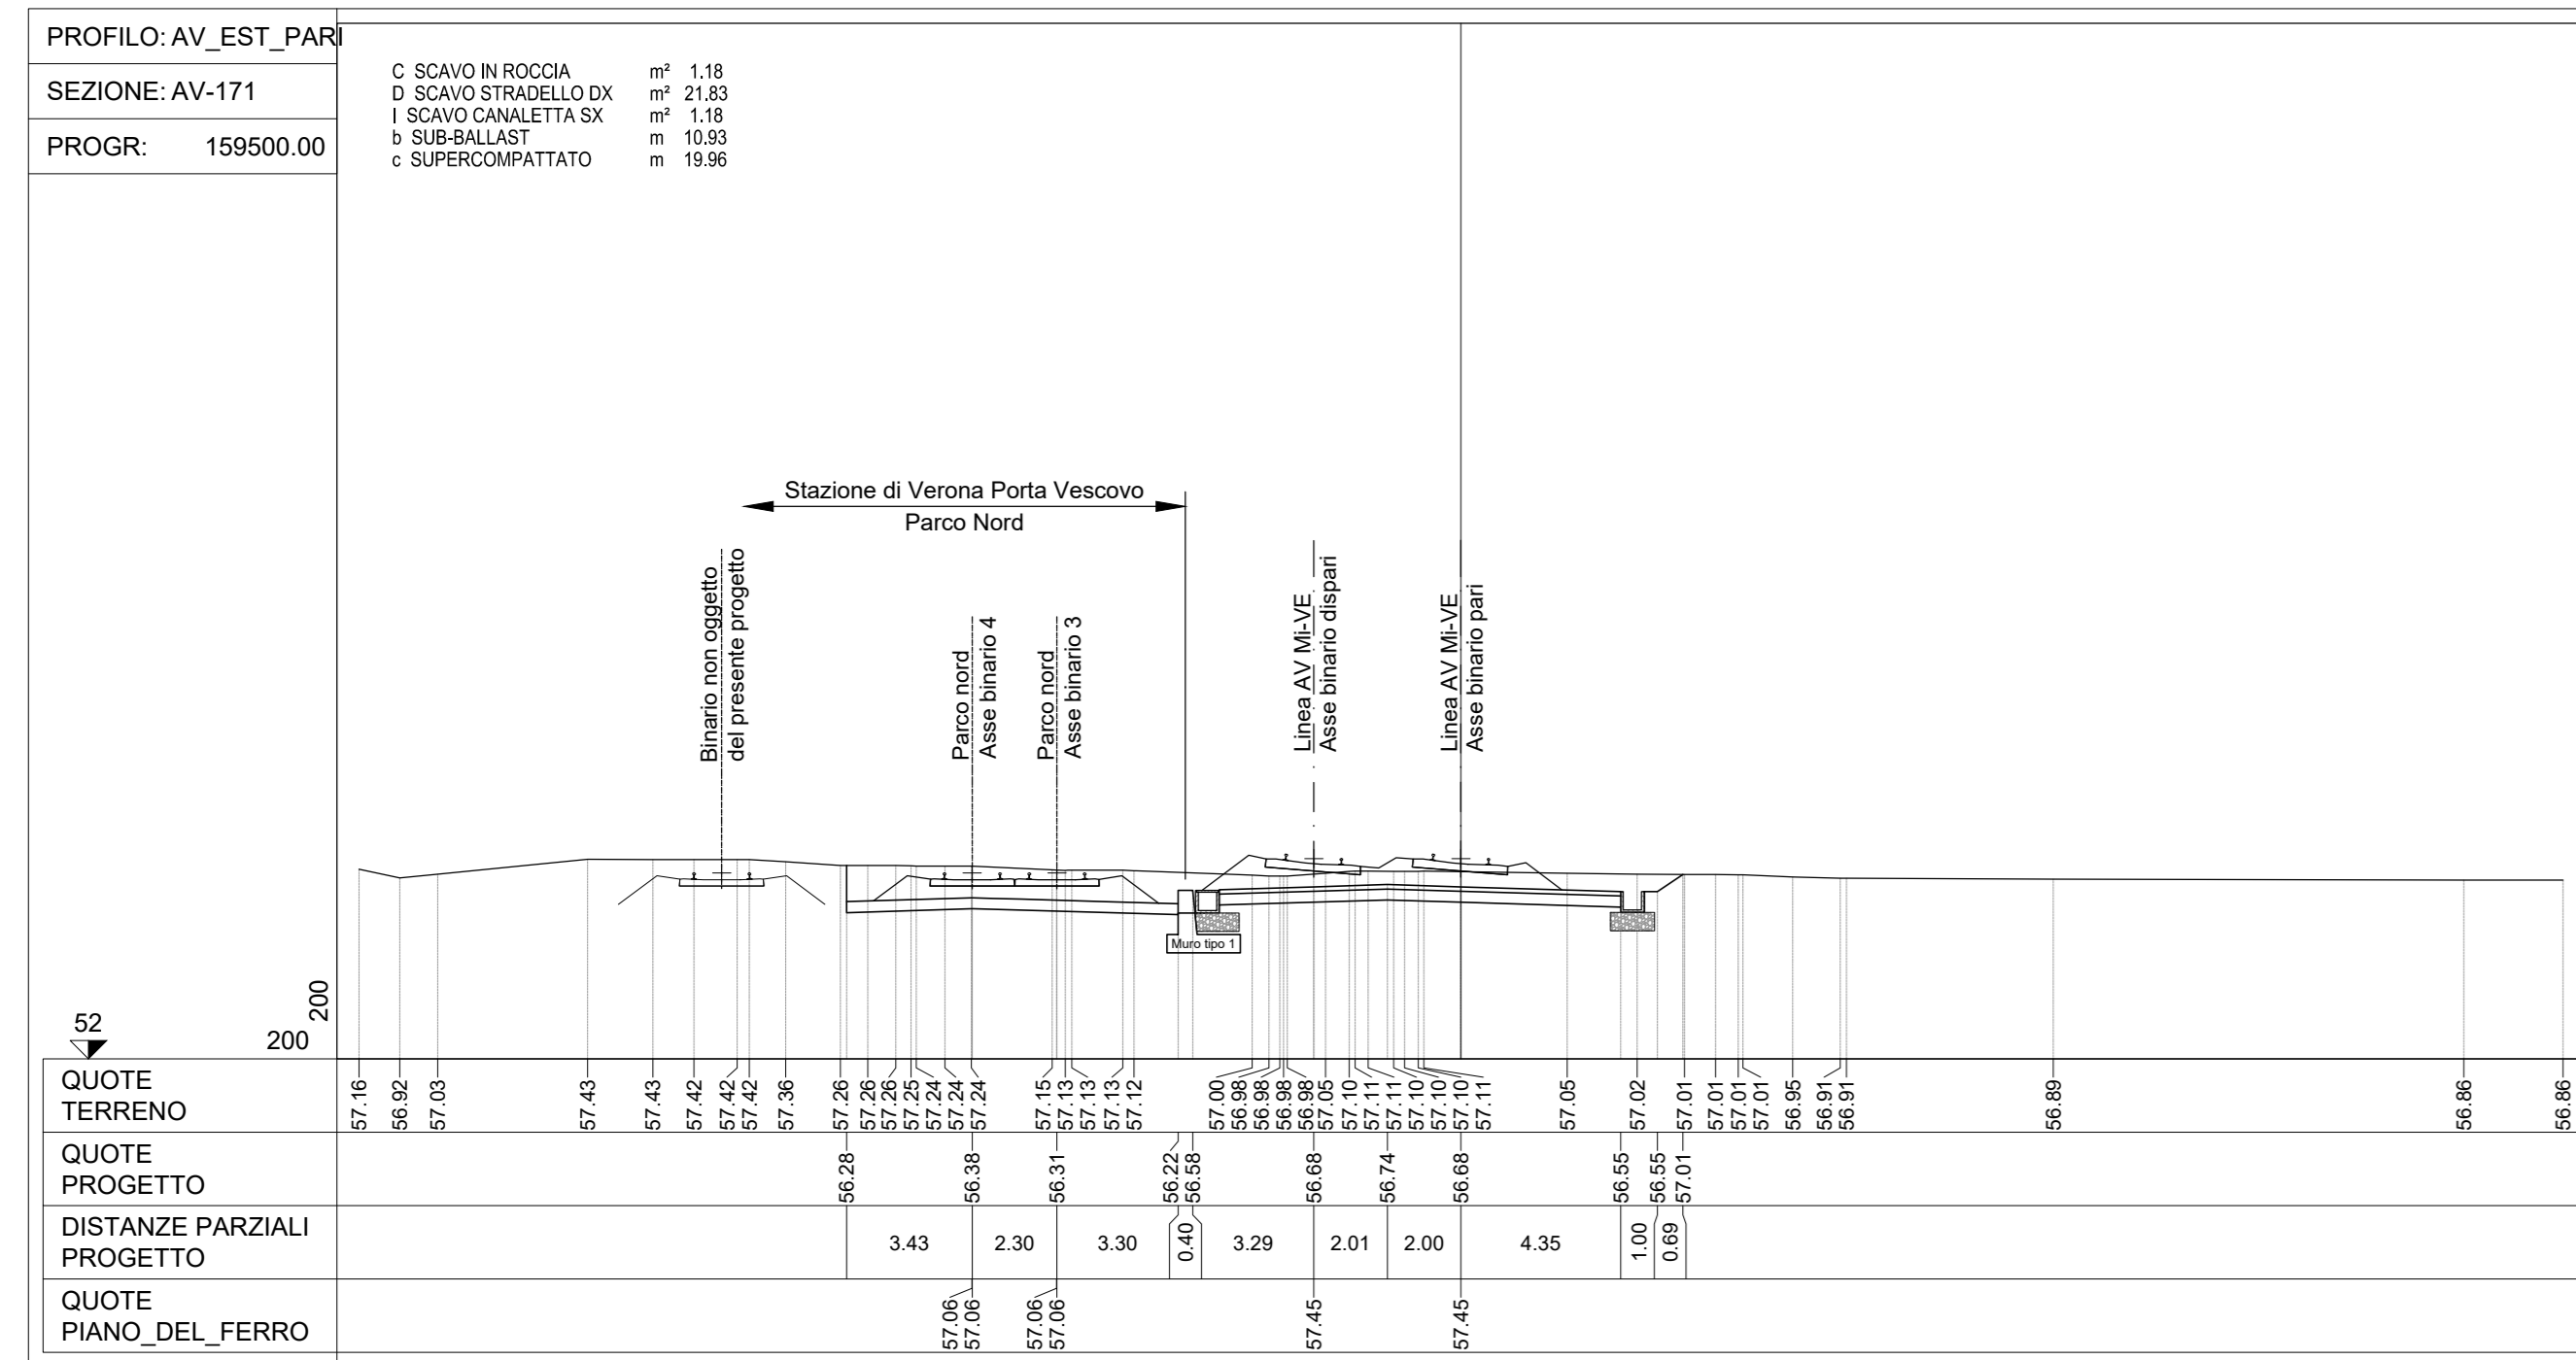 PROFILO: AV_EST_PARI
SEZIONE: AV-171
PROGR: 159500.00
C SCAVO IN ROCCIA m² 1.18
D SCAVO STRADELLO DX m² 21.83
I SCAVO CANALETTA SX m² 1.18
b SUB-BALLAST m 10.93
c SUPERCOMPATTATO m 19.96
Stazione di Verona Porta Vescovo
Parco Nord
Binario non oggetto
del presente progetto
Parco nord
Asse binario 4
Parco nord
Asse binario 3
Linea AV Mi-VE
Asse binario dispari
Linea AV Mi-VE
Asse binario pari
Muro tipo 1
200
52
200
QUOTE
TERRENO
57.16 56.92 57.03 57.43 57.43 57.42 57.42 57.42 57.36 57.26 57.26 57.26 57.25 57.24 57.24 57.24 57.15 57.13 57.13 57.13 57.12 57.00 56.98 56.98 56.98 56.98 57.05 57.10 57.11 57.11 57.10 57.10 57.10 57.11 57.05 57.02 57.01 57.01 57.01 57.01 56.95 56.91 56.91 56.89 56.86 56.86
QUOTE
PROGETTO
56.28 56.38 56.31 56.22 56.58 56.68 56.74 56.68 56.55 56.55 57.01
DISTANZE PARZIALI
PROGETTO
3.43 2.30 3.30 0.40 3.29 2.01 2.00 4.35 1.00 0.69
QUOTE
PIANO_DEL_FERRO
57.06 57.06 57.06 57.06 57.45 57.45